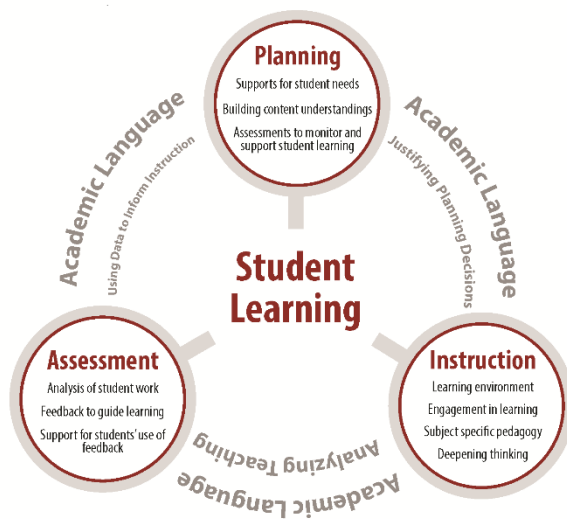 Planning
Supports for student needs
Building content understandings
Assessments to monitor and
support student learning
Academic Language
Using Data to Inform Instruction
Academic Language
Justifying Planning Decisions
Student
Learning
Assessment
Analysis of student work
Feedback to guide learning
Support for students' use of
feedback
Instruction
Learning environment
Engagement in learning
Subject specific pedagogy
Deepening thinking
Analyzing Teaching
Academic Language